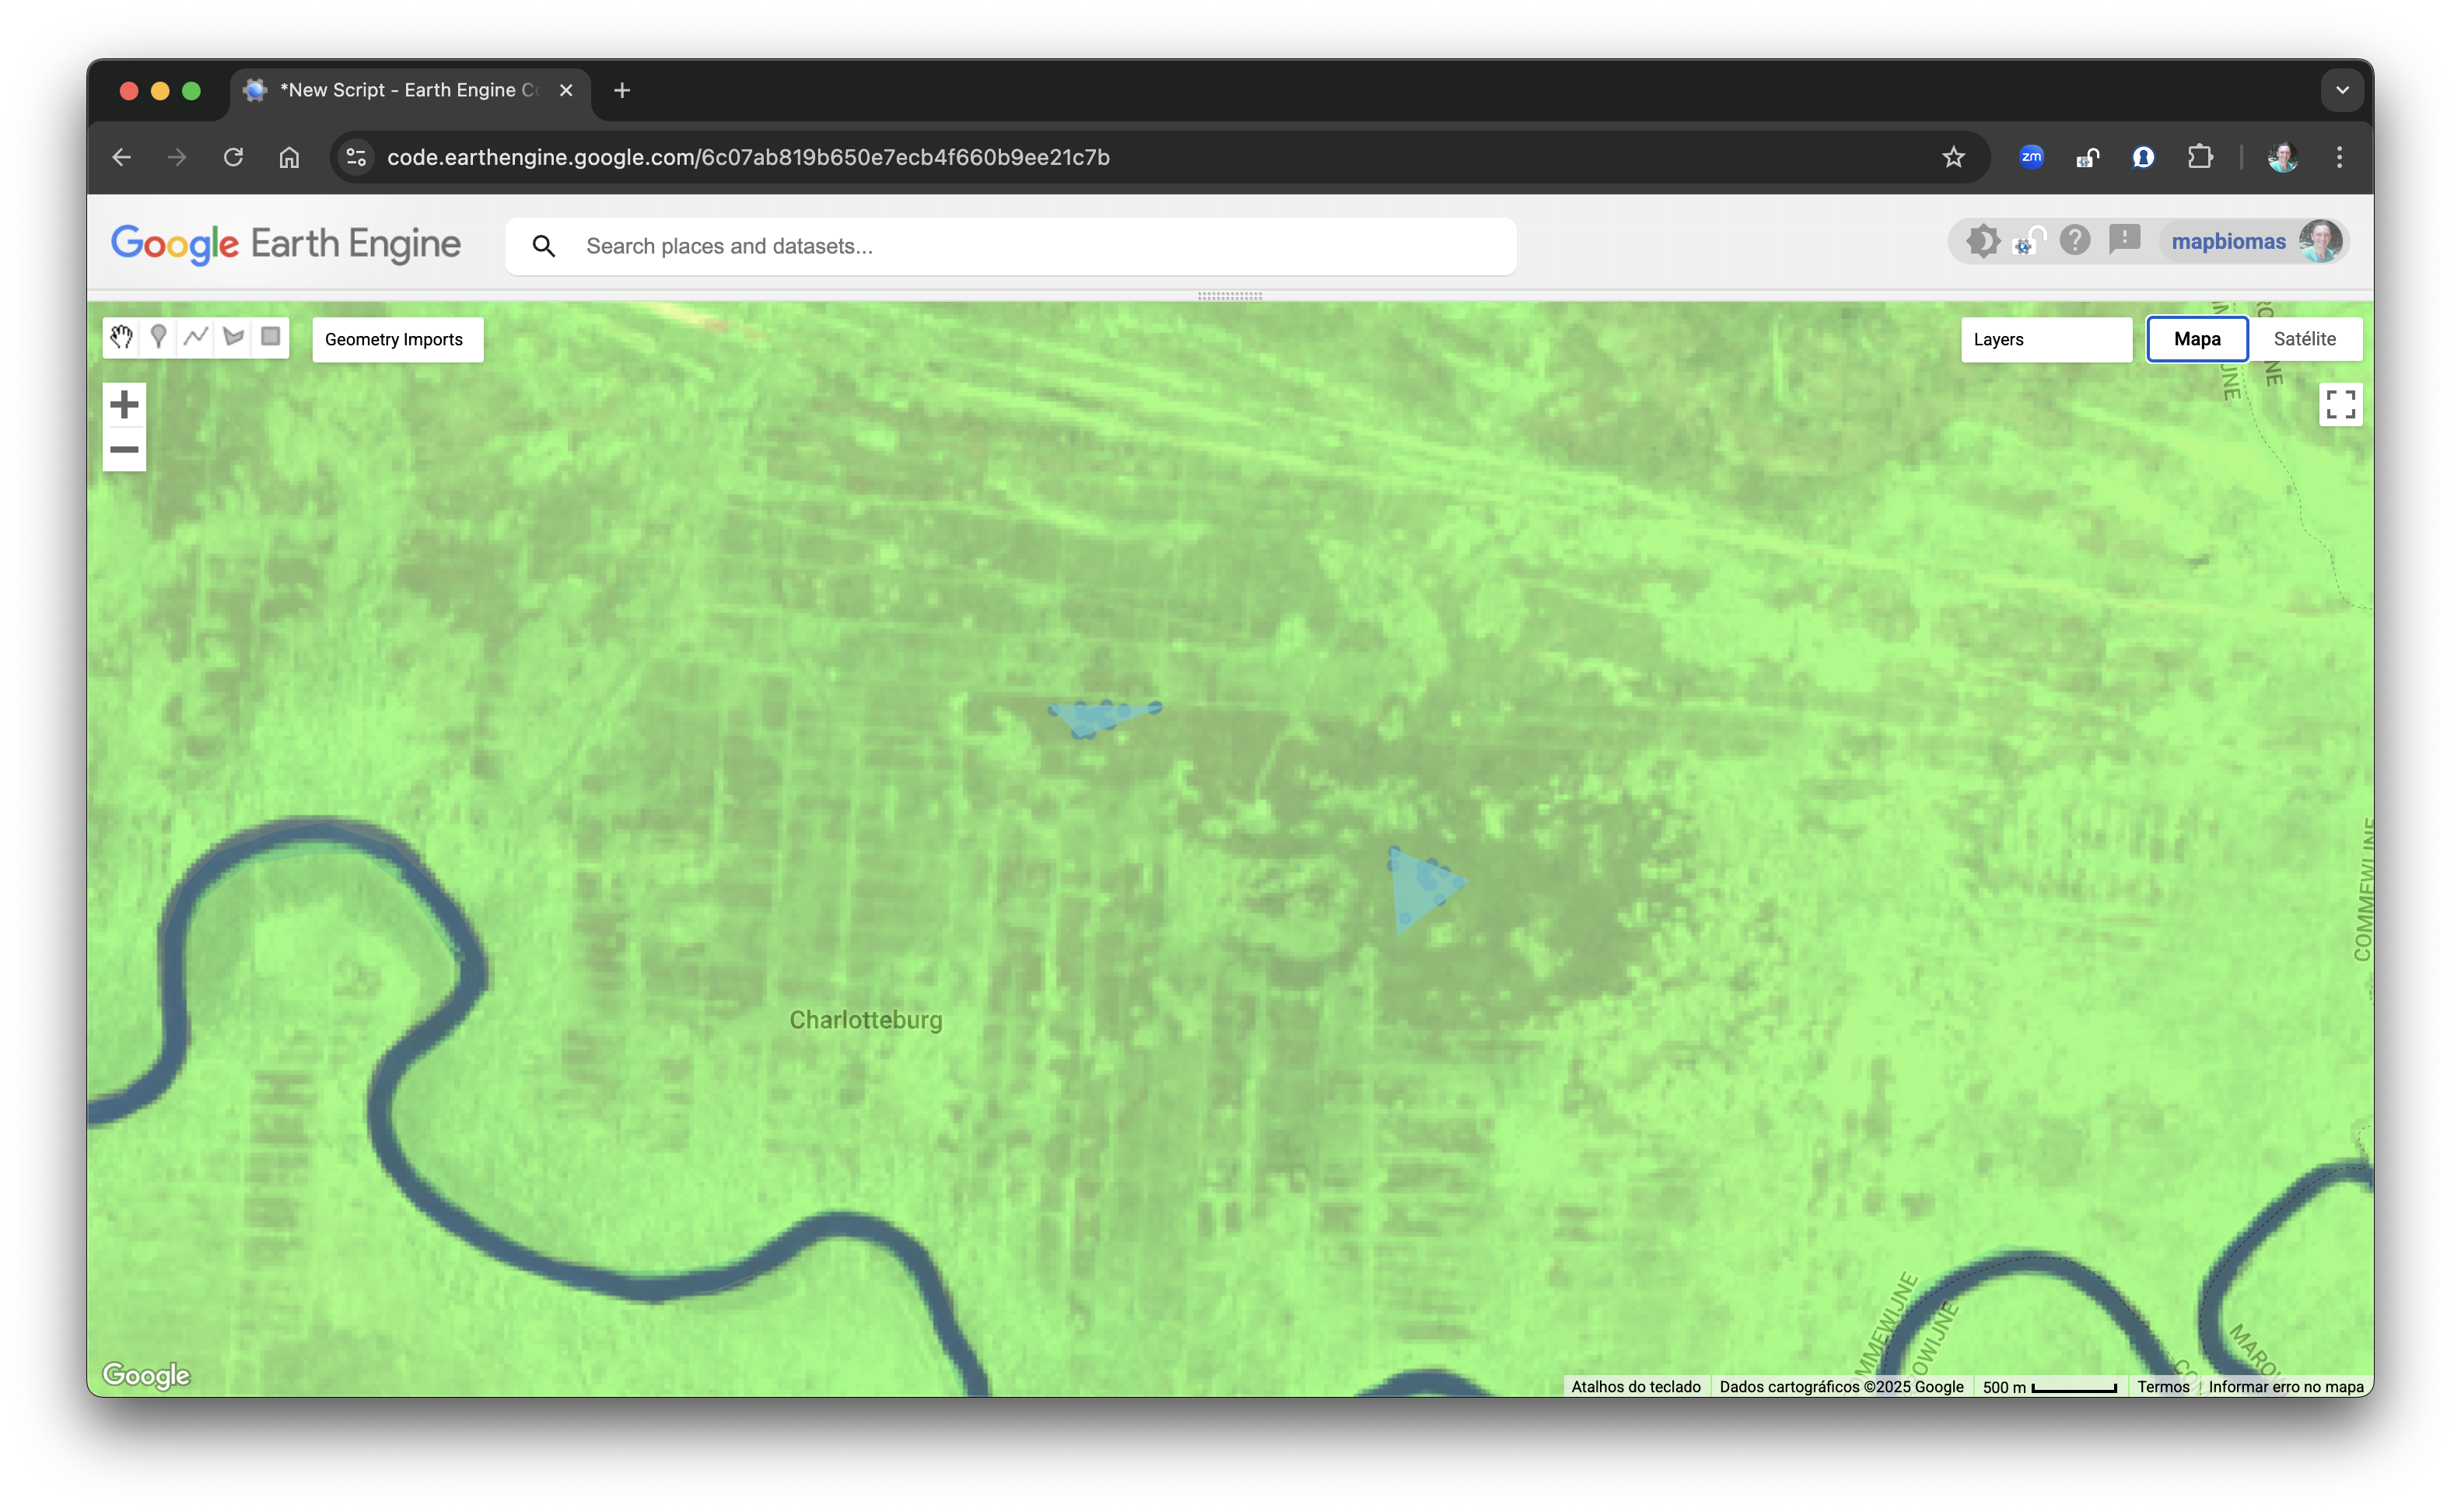 *New Script - Earth Engine Co
code.earthengine.google.com/6c07ab819b650e7ecb4f660b9ee21c7b
zm
Google Earth Engine
Search places and datasets...
mapbiomas
Geometry Imports
Layers
Mapa
Satélite
COMMEWIJNE
Charlotteburg
MMEWIJNE
OWIJNE
MAROW
Google
Atalhos do teclado
Dados cartográficos ©2025 Google
500 m
Termos
Informar erro no mapa